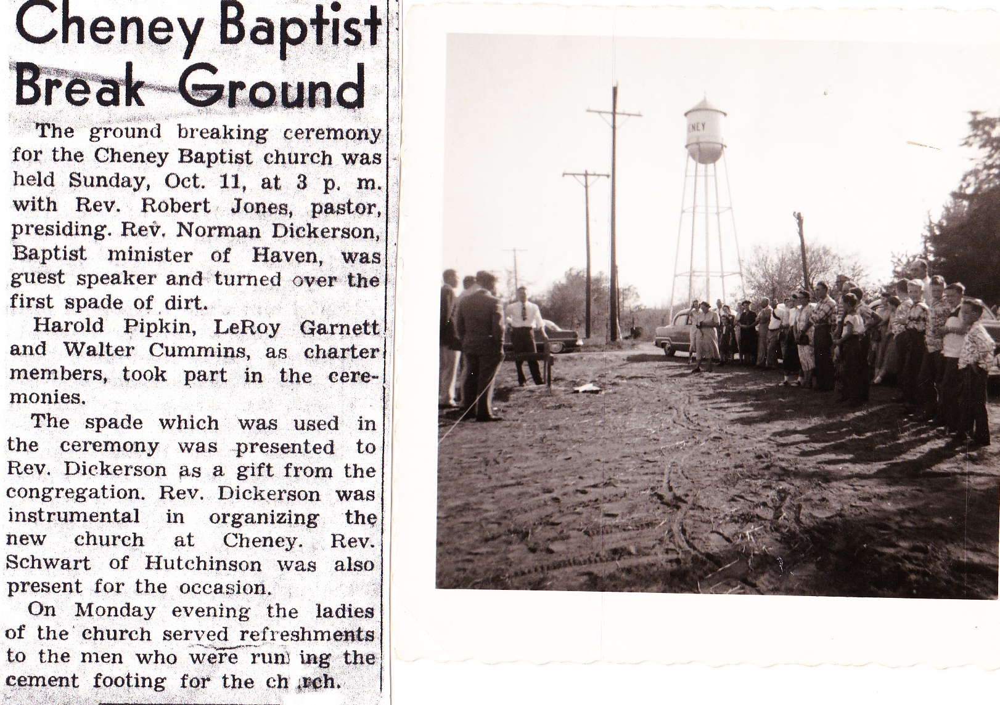 Cheney Baptist
Break Ground
The ground breaking ceremony
for the Cheney Baptist church was
held Sunday, Oct. 11, at 3 p. m.
with Rev. Robert Jones, pastor,
presiding. Rev. Norman Dickerson,
Baptist minister of Haven, was
guest speaker and turned over the
first spade of dirt.
Harold Pipkin, LeRoy Garnett
and Walter Cummins, as charter
members, took part in the cere-
monies.
The spade which was used in
the ceremony was presented to
Rev. Dickerson as a gift from the
congregation. Rev. Dickerson was
instrumental in organizing the
new church at Cheney. Rev.
Schwart of Hutchinson was also
present for the occasion.
On Monday evening the ladies
of the church served refreshments
to the men who were run ing the
cement footing for the ch rch.
ENEY